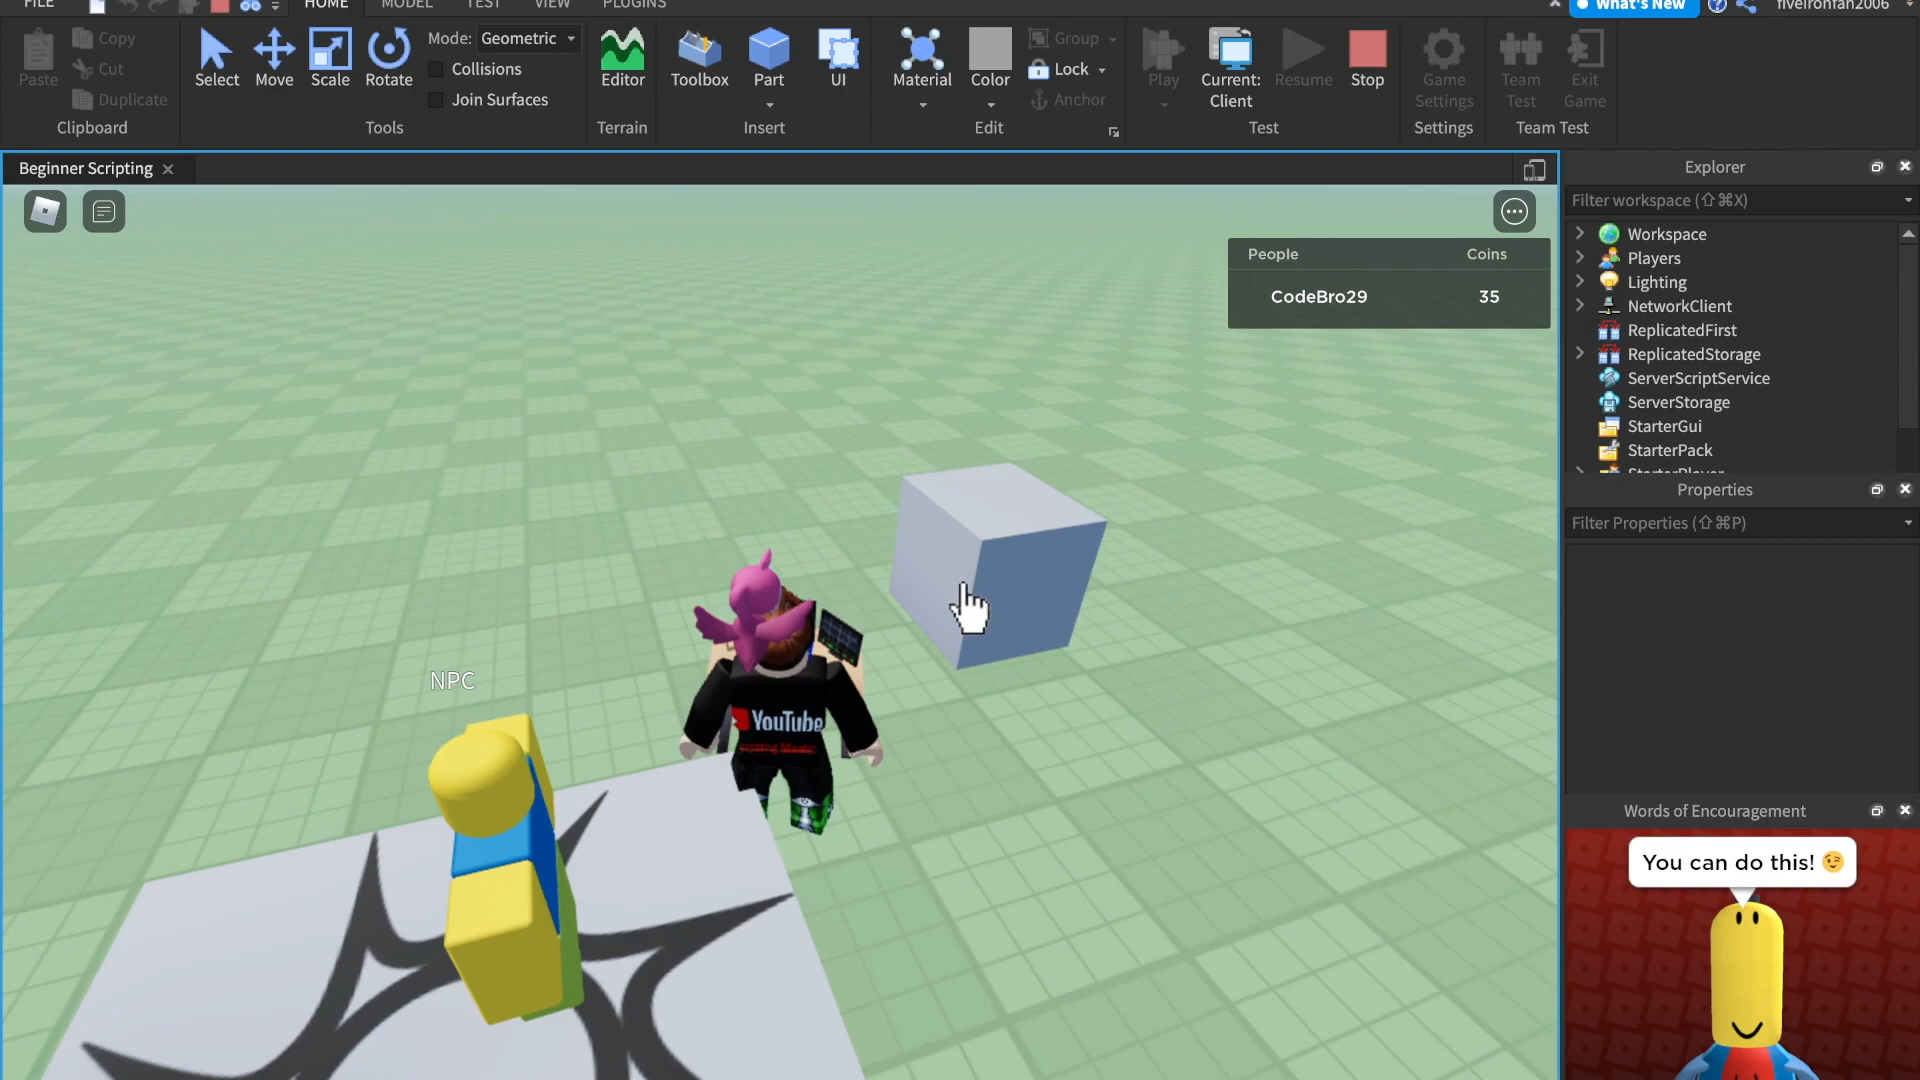 FILE
HOME
MODEL
TEST
VIEW
PLUGINS
What's New
fiveironfan2006
Paste
Copy
Cut
Duplicate
Clipboard
Select
Move
Scale
Rotate
Mode: Geometric
Collisions
Join Surfaces
Tools
Editor
Terrain
Toolbox
Part
UI
Insert
Material
Color
Group
Lock
Anchor
Edit
Play
Current:
Client
Resume
Stop
Test
Game
Settings
Settings
Team
Test
Exit
Game
Team Test
Beginner Scripting
People Coins
CodeBro29 35
NPC
YouTube
Explorer
Filter workspace (⇧⌘X)
Workspace
Players
Lighting
NetworkClient
ReplicatedFirst
ReplicatedStorage
ServerScriptService
ServerStorage
StarterGui
StarterPack
StarterPlayer
Properties
Filter Properties (⇧⌘P)
Words of Encouragement
You can do this! 😉